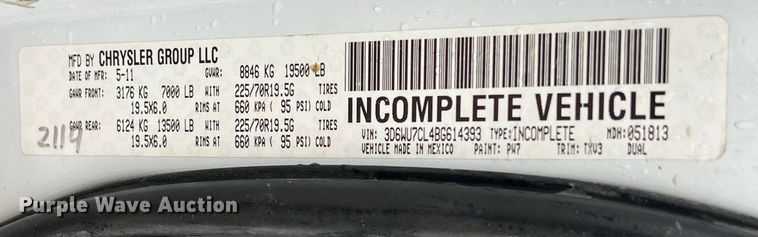 MFD BY CHRYSLER GROUP LLC
DATE OF MFR: 5-11 GVWR: 8846 KG 19500 LB
GAWR FRONT: 3176 KG 7000 LB WITH 225/70R19.5G
19.5X6.0 RIMS AT 660 KPA ( 95 PSI) COLD
GAWR REAR: 6124 KG 13500 LB WITH 225/70R19.5G
19.5X6.0 RIMS AT 660 KPA ( 95 PSI) COLD
2119
INCOMPLETE VEHICLE
VIN: 3D6WU7CL4BG614393 TYPE: INCOMPLETE MDH: 051813
VEHICLE MADE IN MEXICO PAINT: PW7 TRIM: TXV3 DUAL
Purple Wave Auction